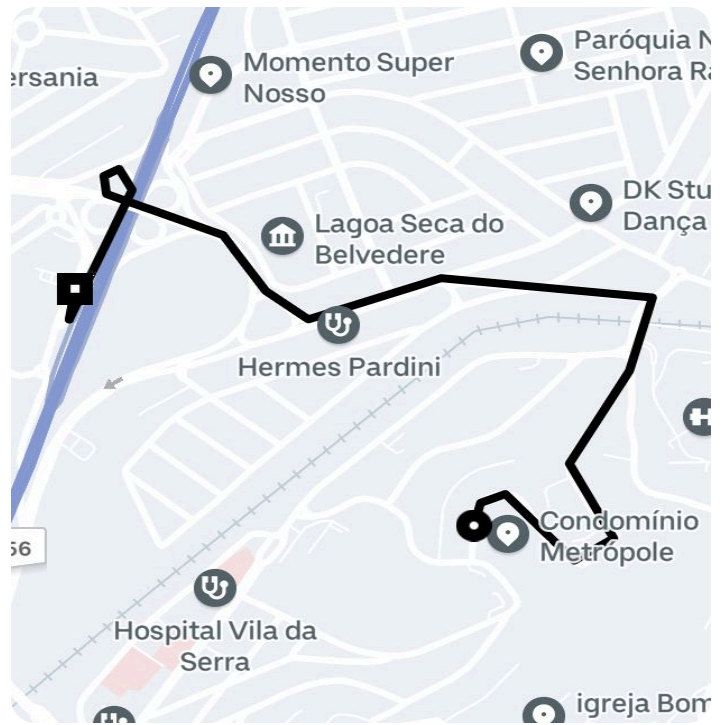 Momento Super
Nosso
Paróquia N
Senhora Ra
ersania
DK Stu
Dança
Lagoa Seca do
Belvedere
Hermes Pardini
Condomínio
Metrópole
56
Hospital Vila da
Serra
igreja Bom